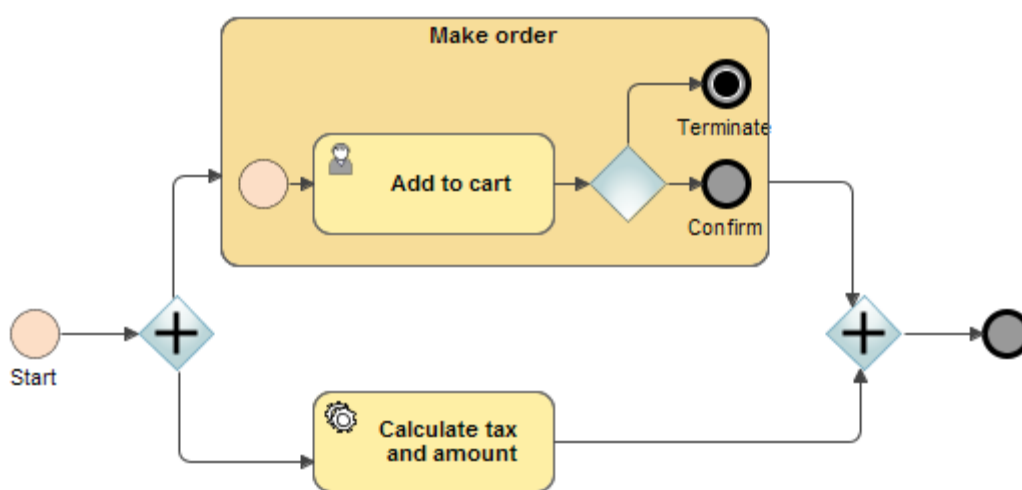 Make order
Terminate
Add to cart
Confirm
Start
Calculate tax
and amount